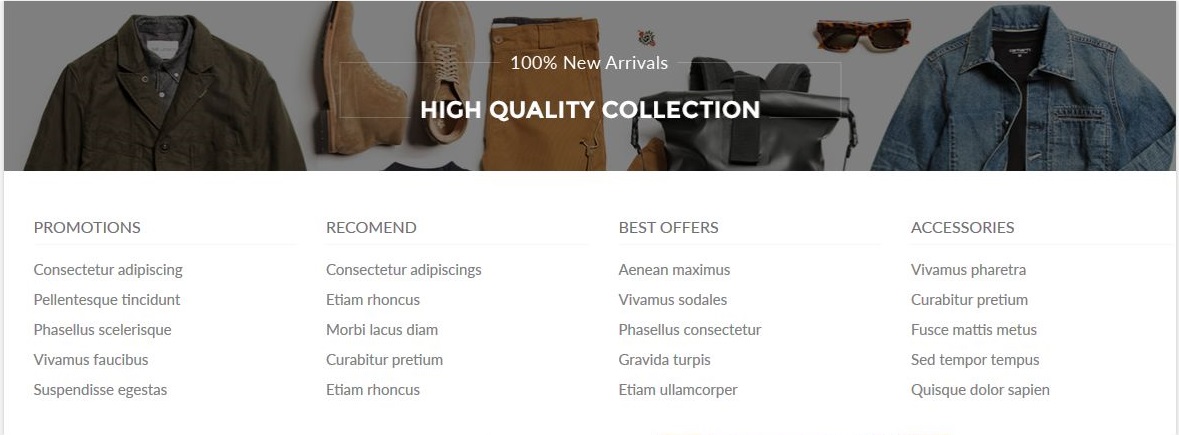 100% New Arrivals
HIGH QUALITY COLLECTION
PROMOTIONS
Consectetur adipiscing
Pellentesque tincidunt
Phasellus scelerisque
Vivamus faucibus
Suspendisse egestas
RECOMEND
Consectetur adipiscings
Etiam rhoncus
Morbi lacus diam
Curabitur pretium
Etiam rhoncus
BEST OFFERS
Aenean maximus
Vivamus sodales
Phasellus consectetur
Gravida turpis
Etiam ullamcorper
ACCESSORIES
Vivamus pharetra
Curabitur pretium
Fusce mattis metus
Sed tempor tempus
Quisque dolor sapien